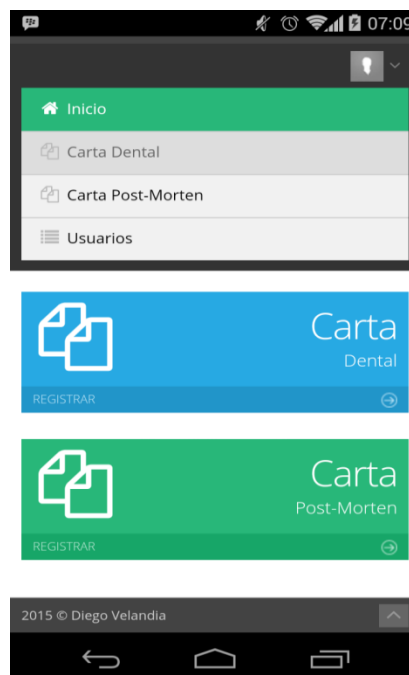 07:09
Inicio
Carta Dental
Carta Post-Morten
Usuarios
Carta
Dental
REGISTRAR
Carta
Post-Morten
REGISTRAR
2015 © Diego Velandia